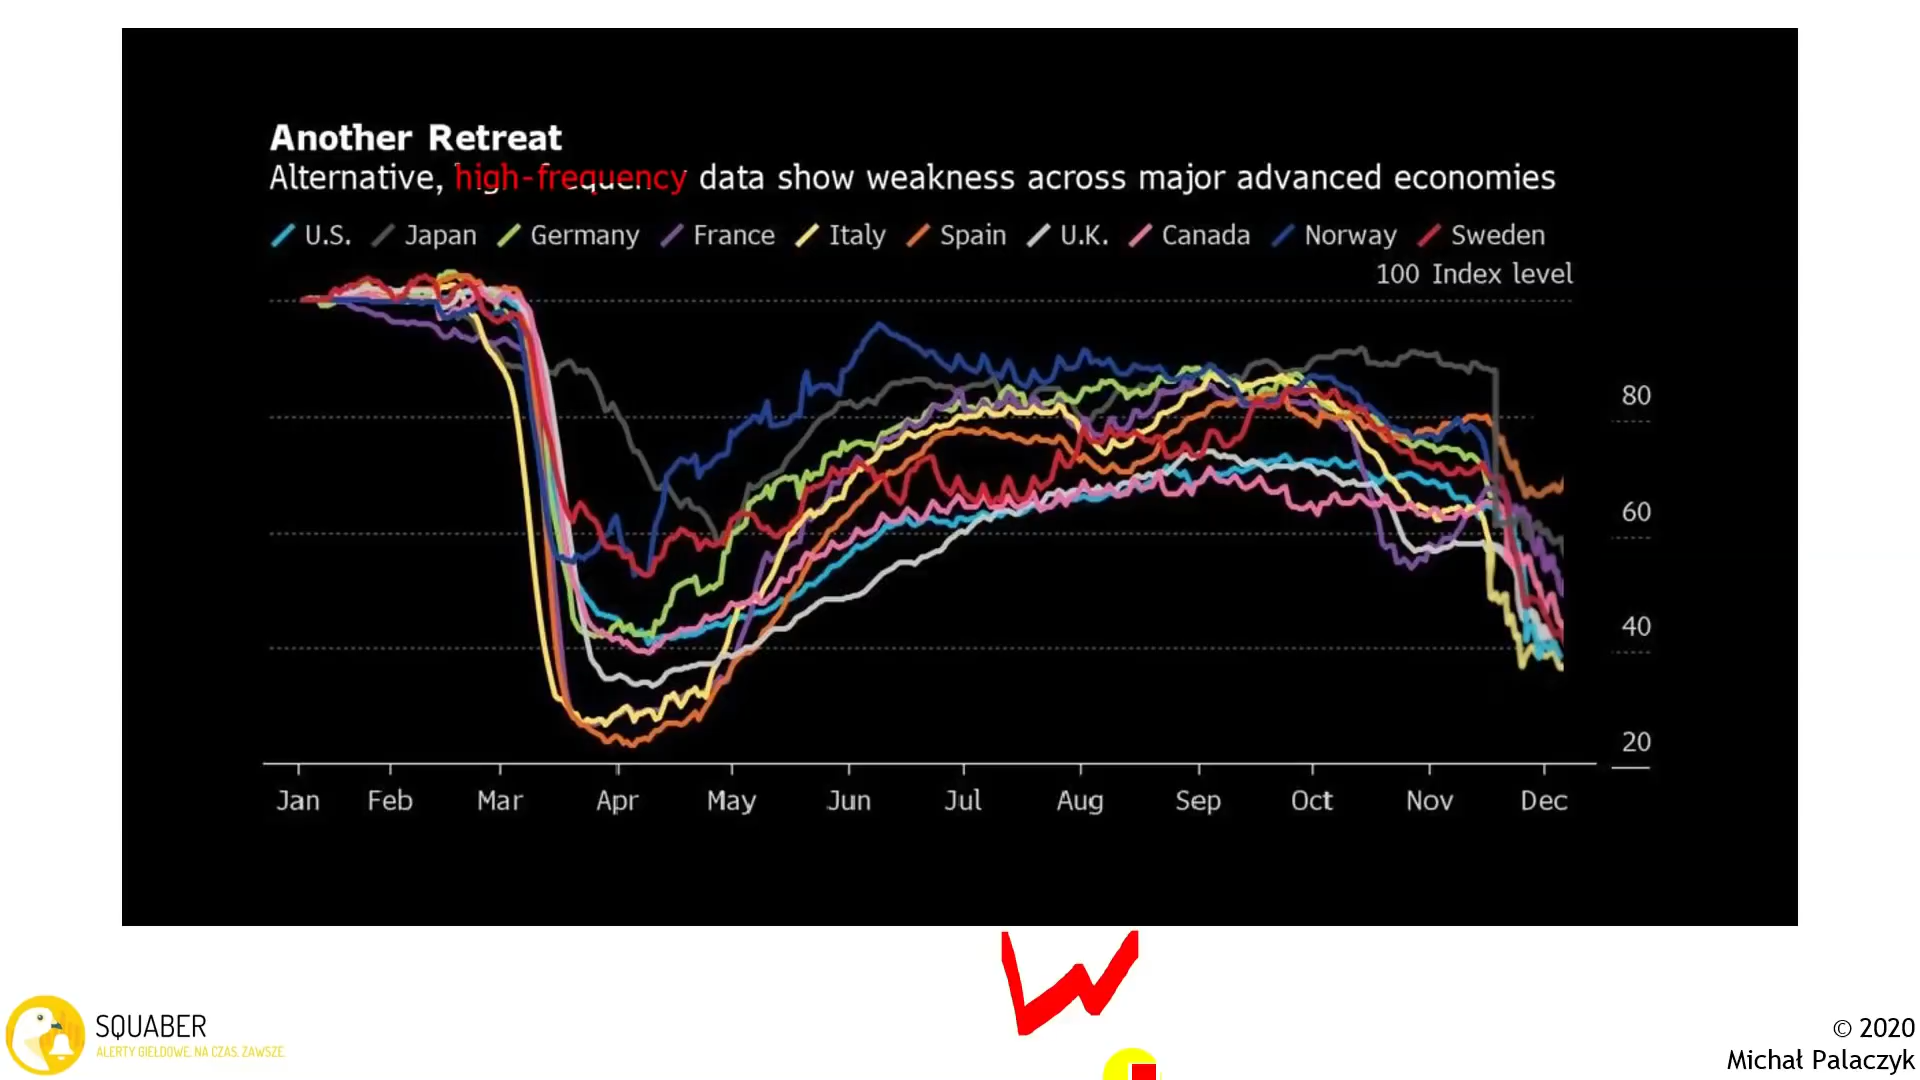 Another Retreat
Alternative, high-frequency data show weakness across major advanced economies
U.S. Japan Germany France Italy Spain U.K. Canada Norway Sweden
100 Index level
80
60
40
20
Jan Feb Mar Apr May Jun Jul Aug Sep Oct Nov Dec
W
SQUABER
ALERTY GIEŁDOWE. NA CZAS. ZAWSZE.
© 2020
Michał Palaczyk